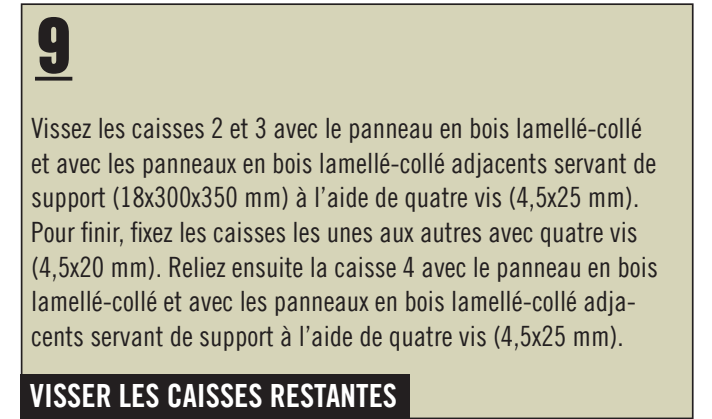 9
Vissez les caisses 2 et 3 avec le panneau en bois lamellé-collé
et avec les panneaux en bois lamellé-collé adjacents servant de
support (18x300x350 mm) à l’aide de quatre vis (4,5x25 mm).
Pour finir, fixez les caisses les unes aux autres avec quatre vis
(4,5x20 mm). Reliez ensuite la caisse 4 avec le panneau en bois
lamellé-collé et avec les panneaux en bois lamellé-collé adja-
cents servant de support à l’aide de quatre vis (4,5x25 mm).
VISSER LES CAISSES RESTANTES